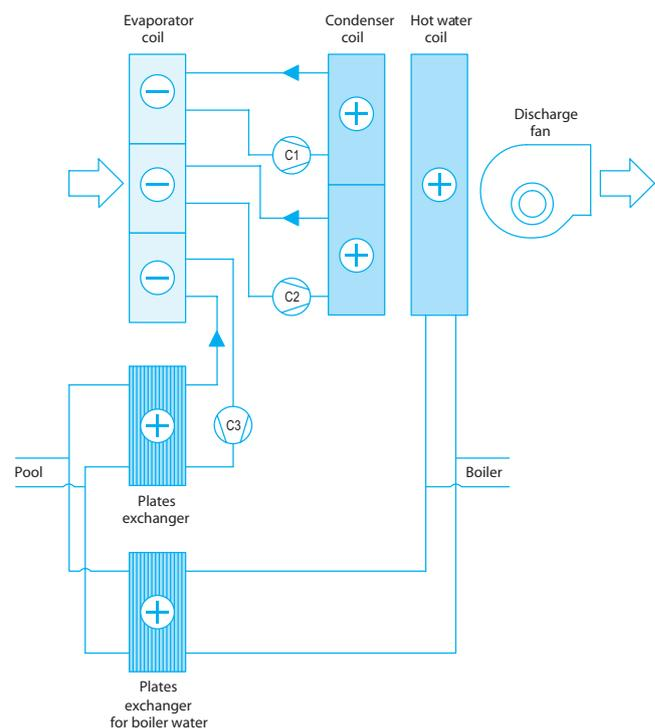 Evaporator
coil
Condenser
coil
Hot water
coil
Discharge
fan
C1
C2
C3
Pool
Boiler
Plates
exchanger
Plates
exchanger
for boiler water